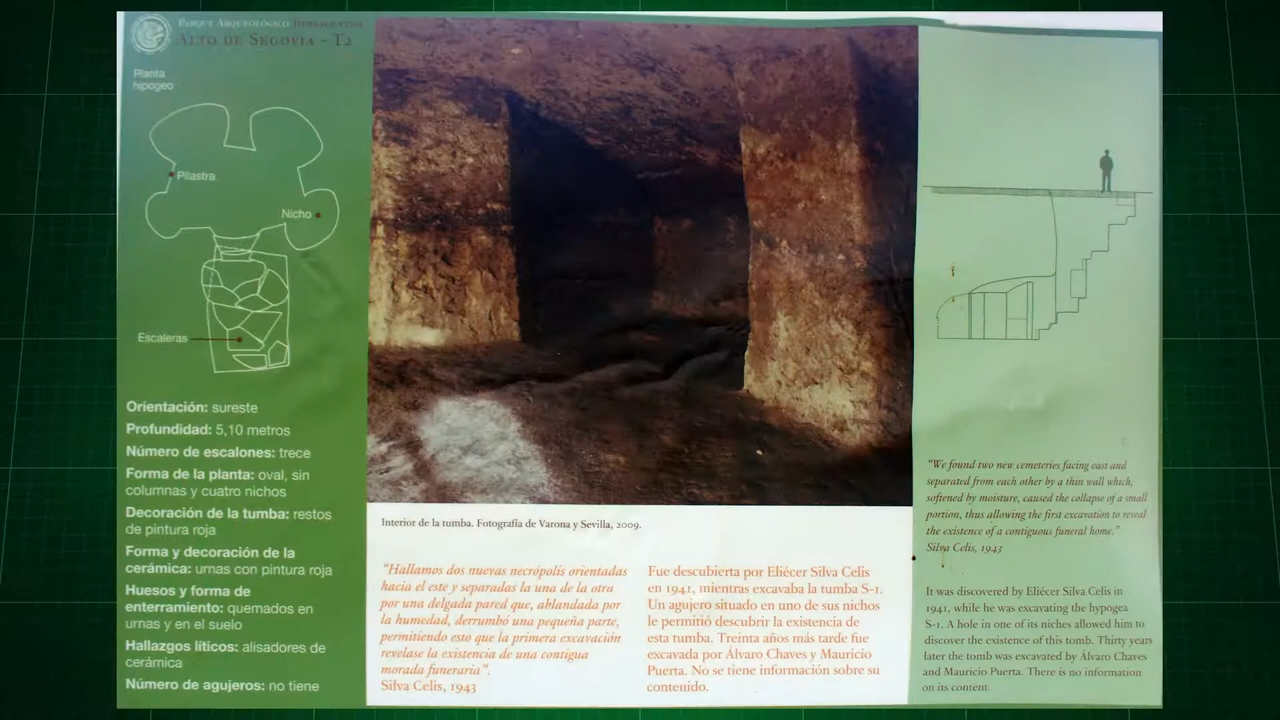 Parque Arqueológico Tierradentro
Alto de Segovia - T2
Planta
hipogeo
Pilastra
Nicho
Escaleras
Orientación: sureste
Profundidad: 5,10 metros
Número de escalones: trece
Forma de la planta: oval, sin
columnas y cuatro nichos
Decoración de la tumba: restos
de pintura roja
Forma y decoración de la
cerámica: urnas con pintura roja
Huesos y forma de
enterramiento: quemados en
urnas y en el suelo
Hallazgos líticos: alisadores de
cerámica
Número de agujeros: no tiene
Interior de la tumba. Fotografía de Varona y Sevilla, 2009.
"Hallamos dos nuevas necrópolis orientadas
hacia el este y separadas la una de la otra
por una delgada pared que, ablandada por
la humedad, derrumbó una pequeña parte,
permitiendo esto que la primera excavación
revelase la existencia de una contigua
morada funeraria".
Silva Celis, 1943
Fue descubierta por Eliécer Silva Celis
en 1941, mientras excavaba la tumba S-1.
Un agujero situado en uno de sus nichos
le permitió descubrir la existencia de
esta tumba. Treinta años más tarde fue
excavada por Álvaro Chaves y Mauricio
Puerta. No se tiene información sobre su
contenido.
"We found two new cemeteries facing east and
separated from each other by a thin wall which,
softened by moisture, caused the collapse of a small
portion, thus allowing the first excavation to reveal
the existence of a contiguous funeral home."
Silva Celis, 1943
It was discovered by Eliécer Silva Celis in
1941, while he was excavating the hypogea
S-1. A hole in one of its niches allowed him to
discover the existence of this tomb. Thirty years
later the tomb was excavated by Álvaro Chaves
and Mauricio Puerta. There is no information
on its content.